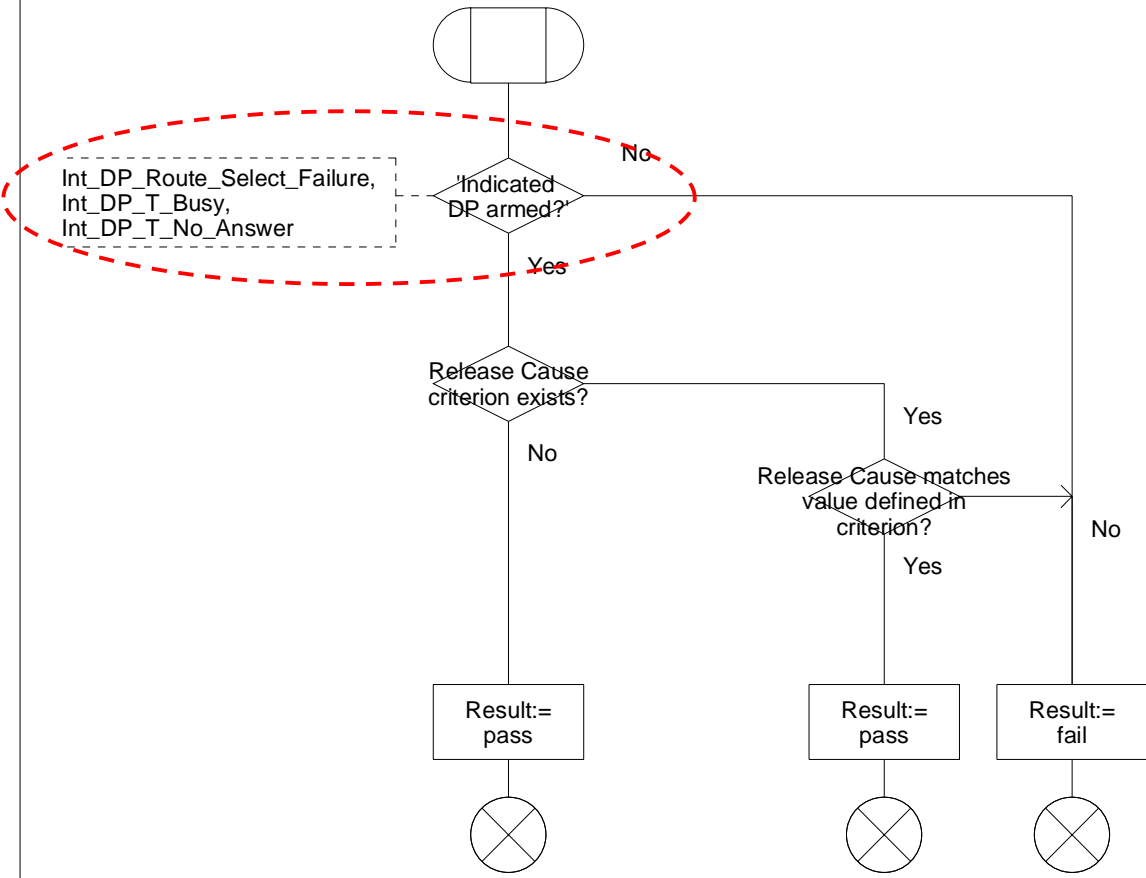 No
Int_DP_Route_Select_Failure,
Int_DP_T_Busy,
Int_DP_T_No_Answer
'Indicated
DP armed?'
Yes
Release Cause
criterion exists?
Yes
No
Release Cause matches
value defined in
criterion?
No
Yes
Result:=
pass
Result:=
pass
Result:=
fail